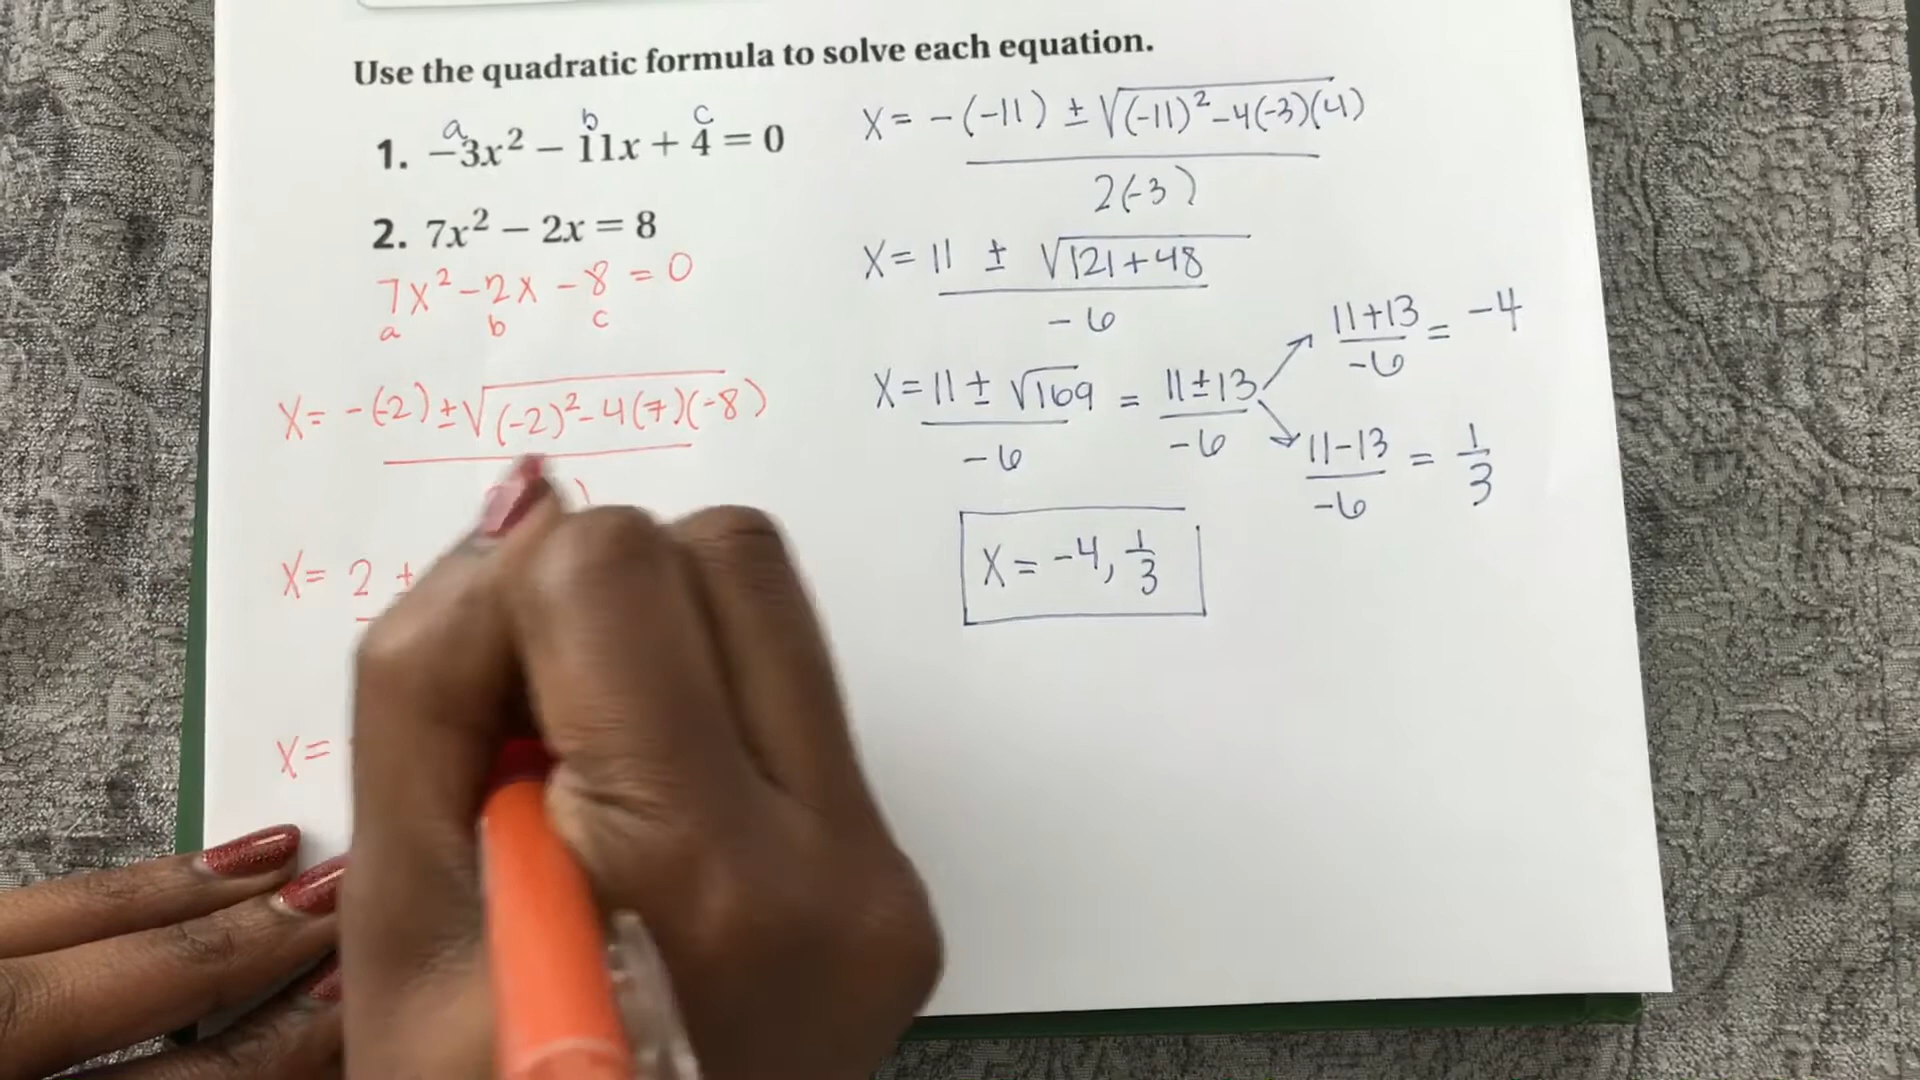 Use the quadratic formula to solve each equation.
a b c
1. −3x² − 11x + 4 = 0
2. 7x² − 2x = 8
7x² − 2x − 8 = 0
a b c
x = −(−2) ± √(−2)² − 4(7)(−8)
)
x = 2 ±
x =
x = −(−11) ± √(−11)² − 4(−3)(4)
2(−3)
x = 11 ± √121 + 48
−6
x = 11 ± √169 = 11 ± 13
−6 −6
11 + 13 = −4
−6
11 − 13 = 1
−6 3
x = −4, 1/3